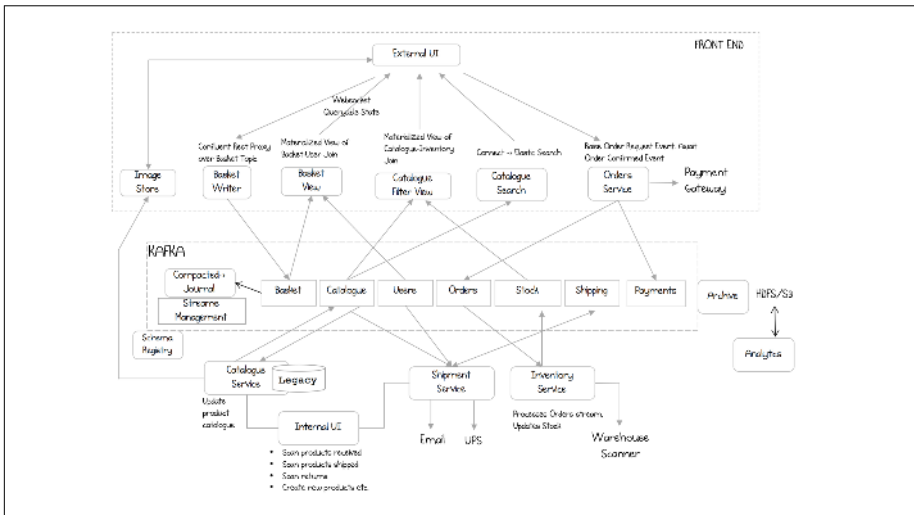 FRONT END
External UI
Websocket
Queryable State
Confluent Rest Proxy
over Basket Topic
Materialized View of
Basket-User Join
Materialized View of
Catalogue-Inventory
Join
Connect -> Elastic Search
Raise Order Request Event. Await
Order Confirmed Event
Image
Store
Basket
Writer
Basket
View
Catalogue
Filter View
Catalogue
Search
Orders
Service
Payment
Gateway
KAFKA
Compacted +
Journal
Streams
Management
Basket
Catalogue
Users
Orders
Stock
Shipping
Payments
Archive
HDFS/S3
Analytics
Schema
Registry
Catalogue
Service
Legacy
Update
product
catalogue
Shipment
Service
Inventory
Service
Processes Orders stream.
Updates Stock
Internal UI
Email
UPS
Warehouse
Scanner
• Scan products received
• Scan products shipped
• Scan returns
• Create new products etc.